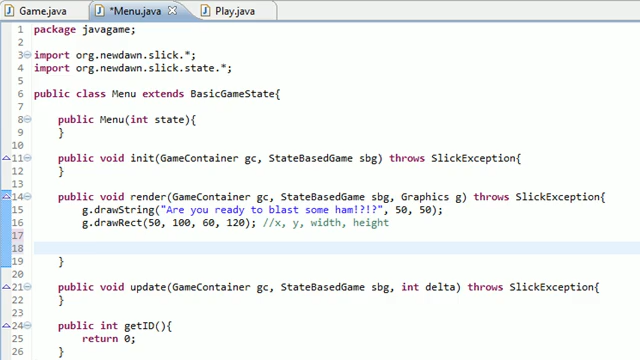 Game.java *Menu.java Play.java
1 package javagame;
2
3 import org.newdawn.slick.*;
4 import org.newdawn.slick.state.*;
5
6 public class Menu extends BasicGameState{
7
8 public Menu(int state){
9 }
10
11 public void init(GameContainer gc, StateBasedGame sbg) throws SlickException{
12 }
13
14 public void render(GameContainer gc, StateBasedGame sbg, Graphics g) throws SlickException{
15 g.drawString("Are you ready to blast some ham!?!?", 50, 50);
16 g.drawRect(50, 100, 60, 120); //x, y, width, height
17
18
19 }
20
21 public void update(GameContainer gc, StateBasedGame sbg, int delta) throws SlickException{
22 }
23
24 public int getID(){
25 return 0;
26 }